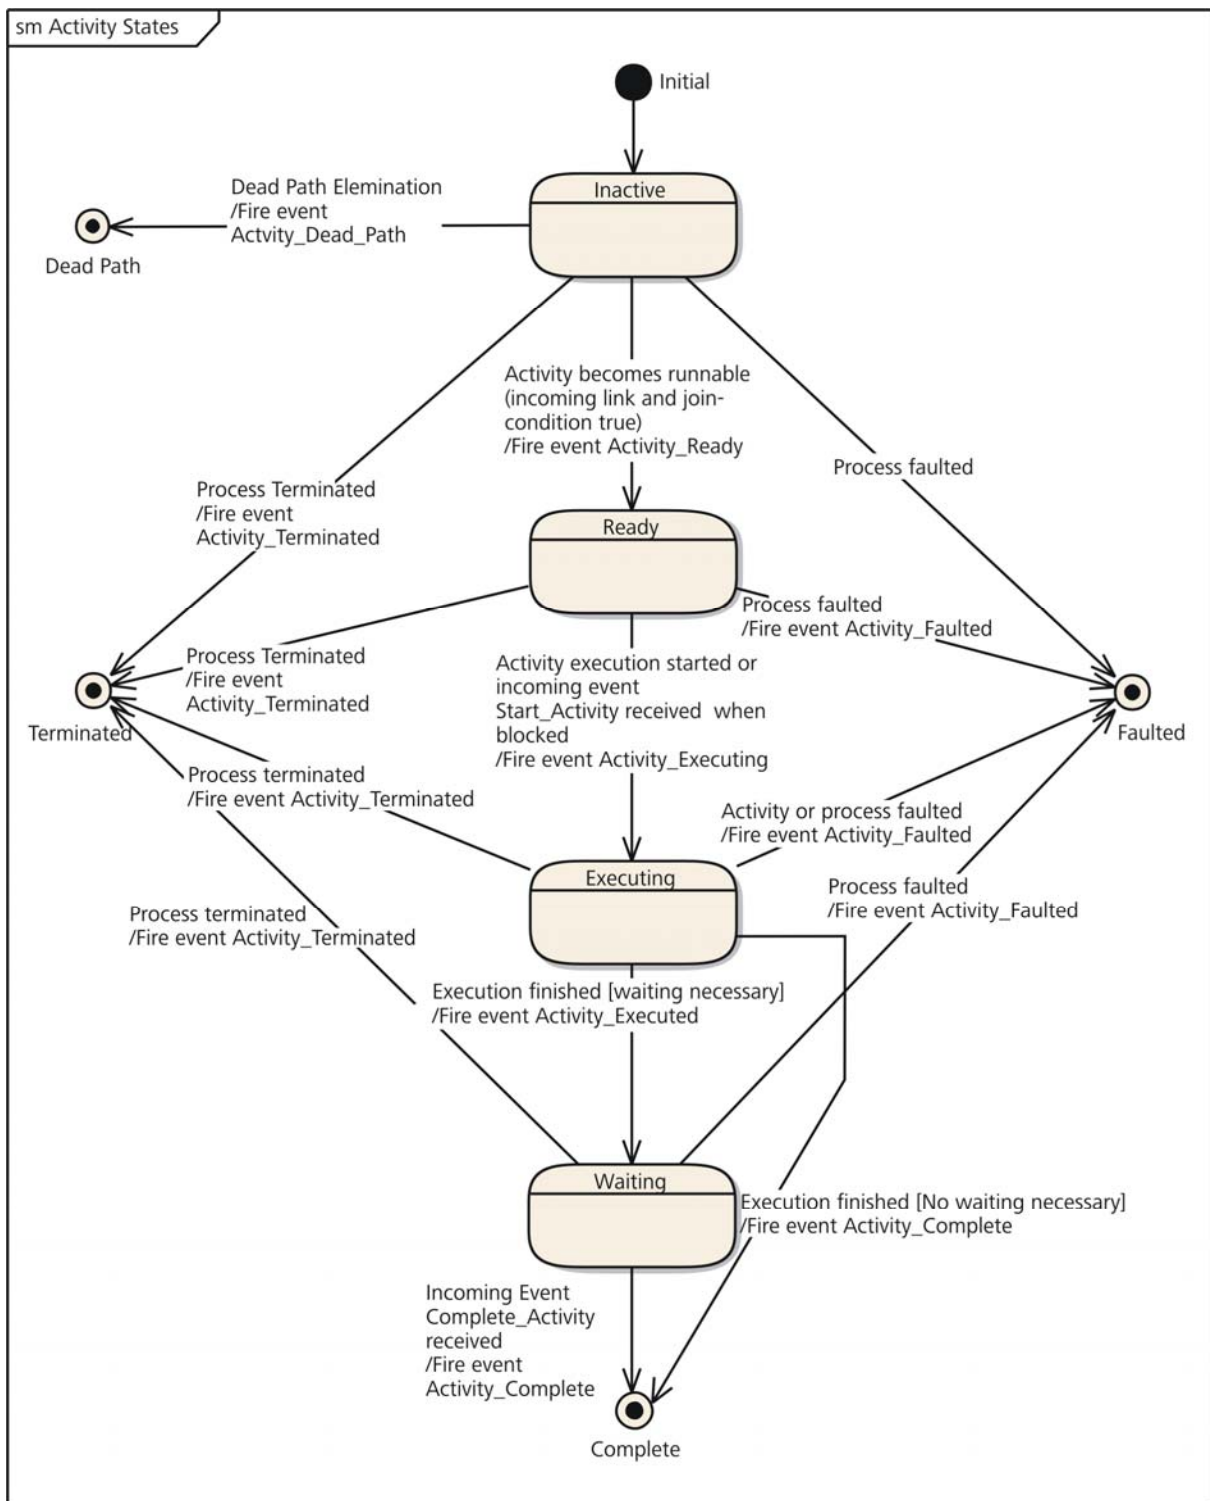 sm Activity States
Initial
Inactive
Dead Path Elemination
/Fire event
Actvity_Dead_Path
Dead Path
Activity becomes runnable
(incoming link and join-
condition true)
/Fire event Activity_Ready
Process faulted
Process Terminated
/Fire event
Activity_Terminated
Ready
Process faulted
/Fire event Activity_Faulted
Process Terminated
/Fire event
Activity_Terminated
Activity execution started or
incoming event
Start_Activity received  when
blocked
/Fire event Activity_Executing
Terminated
Faulted
Process terminated
/Fire event Activity_Terminated
Activity or process faulted
/Fire event Activity_Faulted
Executing
Process faulted
/Fire event Activity_Faulted
Process terminated
/Fire event Activity_Terminated
Execution finished [waiting necessary]
/Fire event Activity_Executed
Waiting
Execution finished [No waiting necessary]
/Fire event Activity_Complete
Incoming Event
Complete_Activity
received
/Fire event
Activity_Complete
Complete